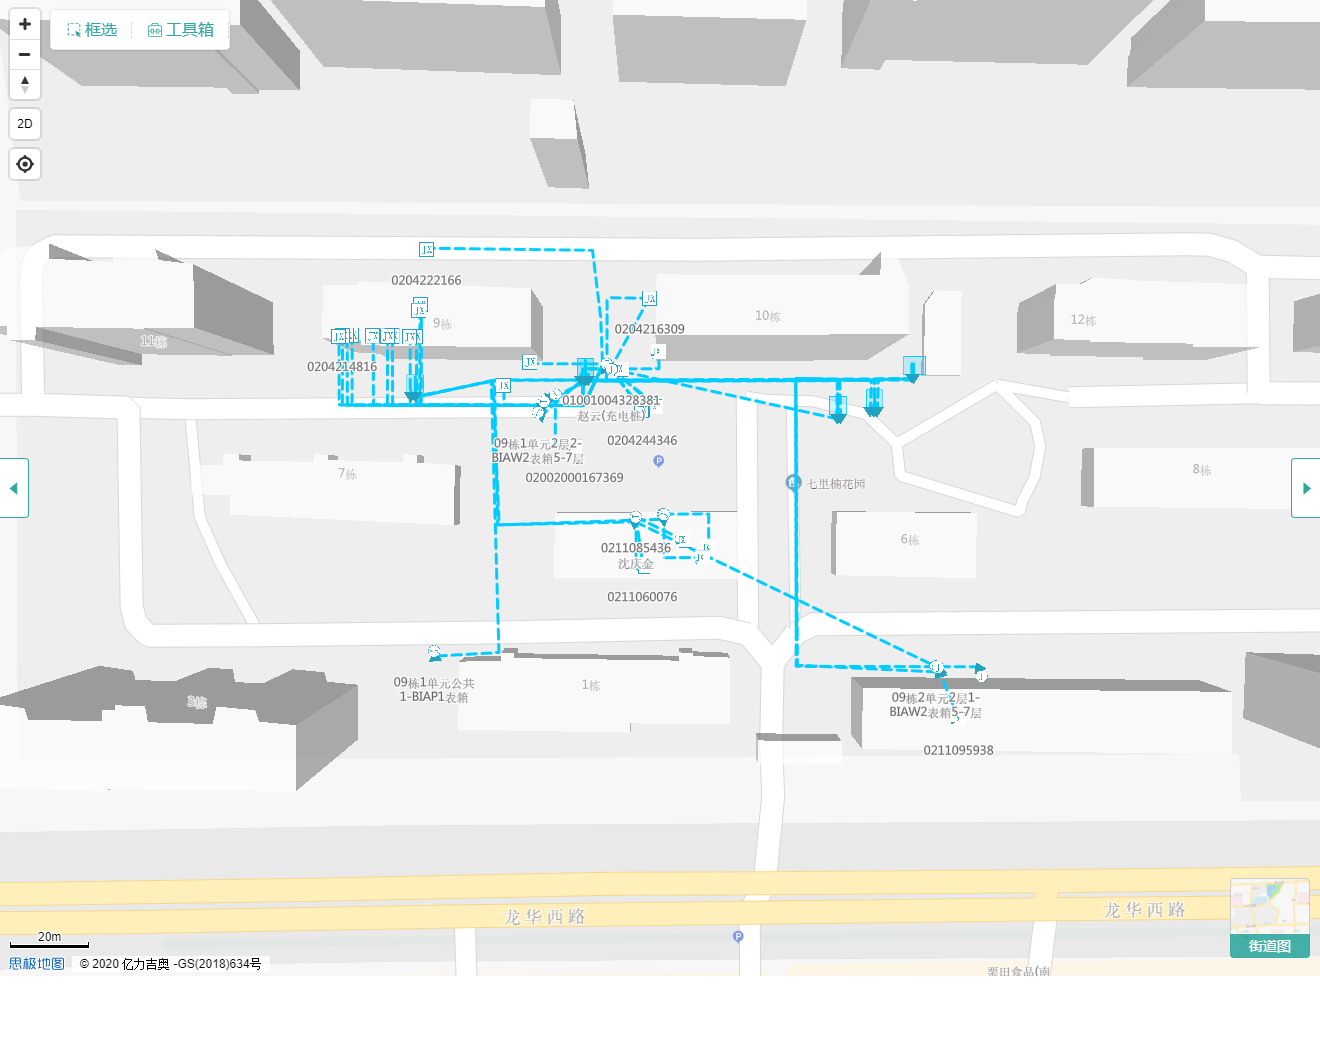 框选
工具箱
2D
JX
0204222166
JX
JX
JX
9栋
0204216309
10栋
12栋
11栋
JX
JX
JX
JX
JX
JX
0204214816
JX
01001004328381-
赵云(充电桩)
0204244346
09栋1单元2层2-
BIAW2表箱5-7层
02002000167369
7栋
七里楠花园
8栋
P
6栋
0211085436
沈庆金
JX
JX
0211060076
09栋1单元公共
1-BIAP1表箱
1栋
3栋
09栋2单元2层1-
BIAW2表箱5-7层
0211095938
龙华西路
龙华西路
20m
P
街道图
思极地图
© 2020 亿力吉奥 -GS(2018)634号
栗田食品(南